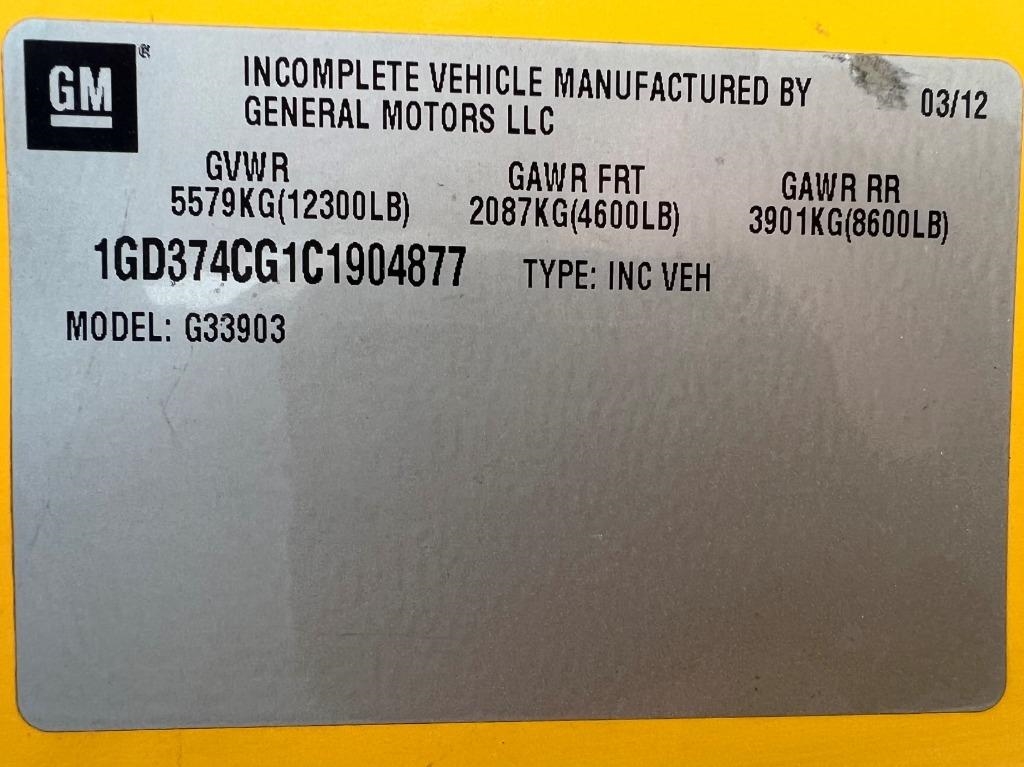 GM ®
INCOMPLETE VEHICLE MANUFACTURED BY
GENERAL MOTORS LLC
03/12
GVWR
5579KG(12300LB)
GAWR FRT
2087KG(4600LB)
GAWR RR
3901KG(8600LB)
1GD374CG1C1904877
TYPE: INC VEH
MODEL: G33903